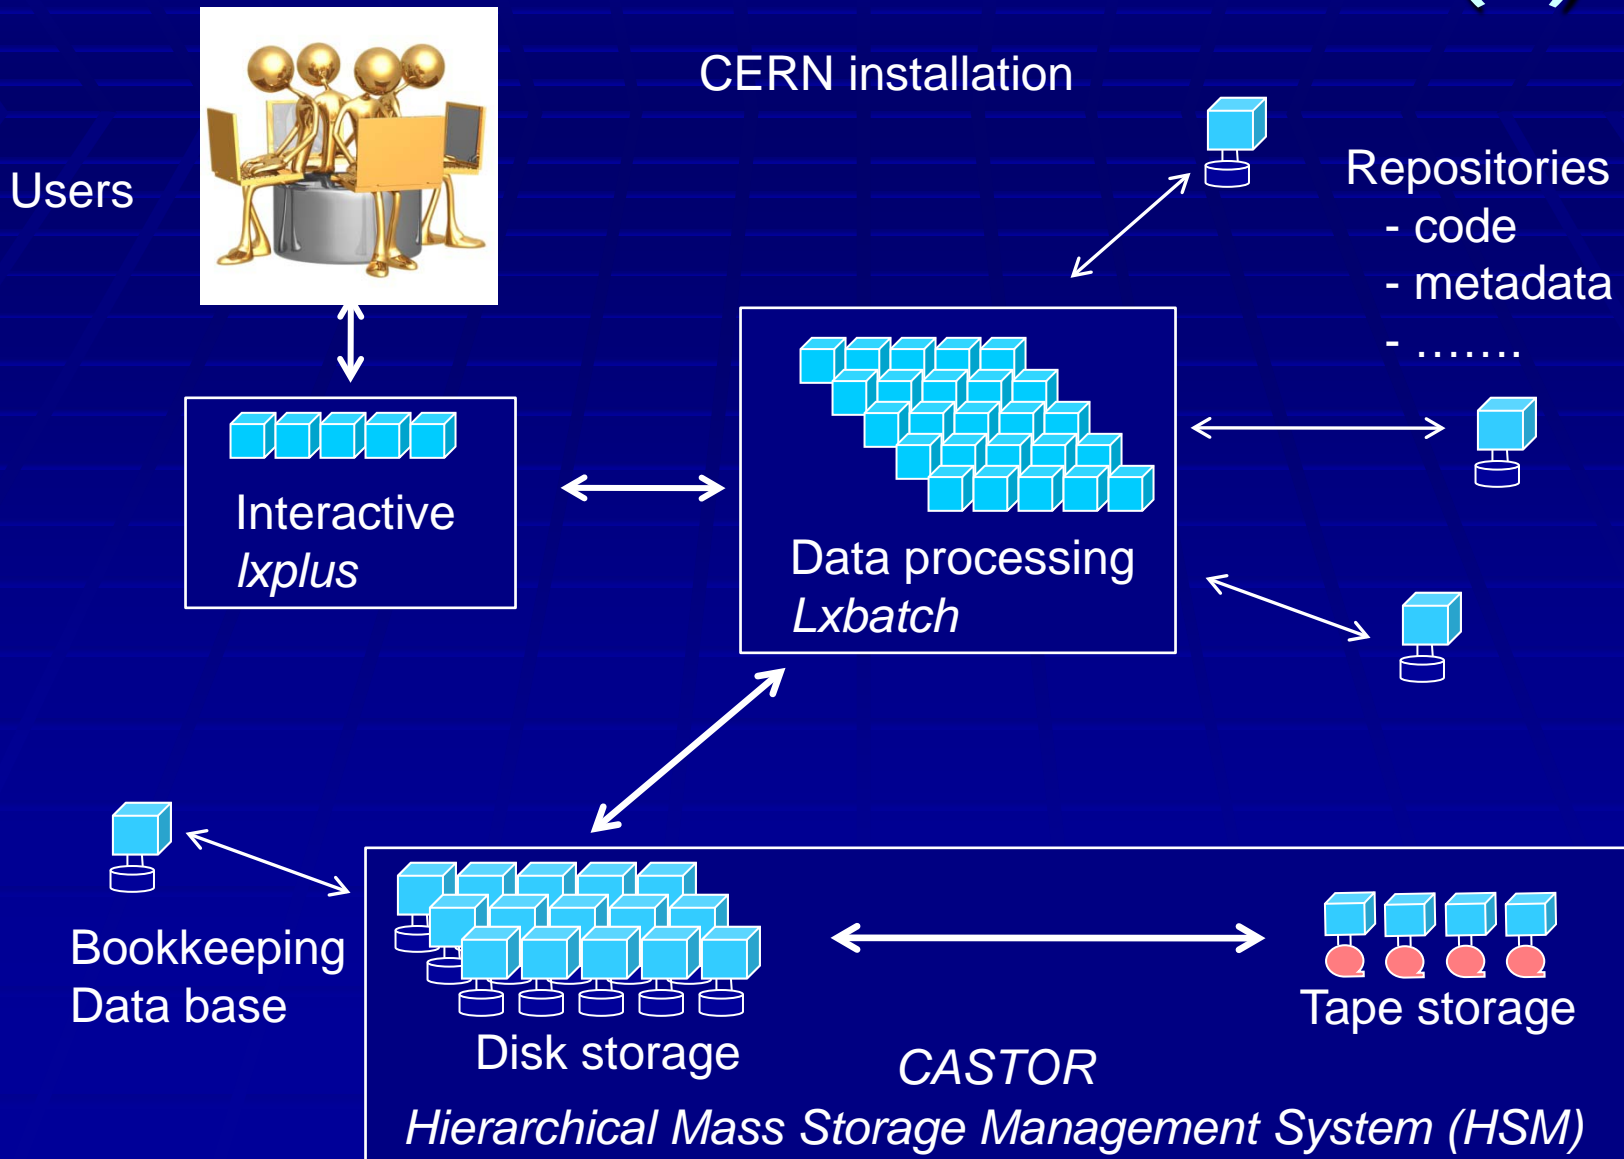 CERN installation
Users
Repositories
- code
- metadata
- …….
Interactive
lxplus
Data processing
Lxbatch
Bookkeeping
Data base
Disk storage
Tape storage
CASTOR
Hierarchical Mass Storage Management System (HSM)